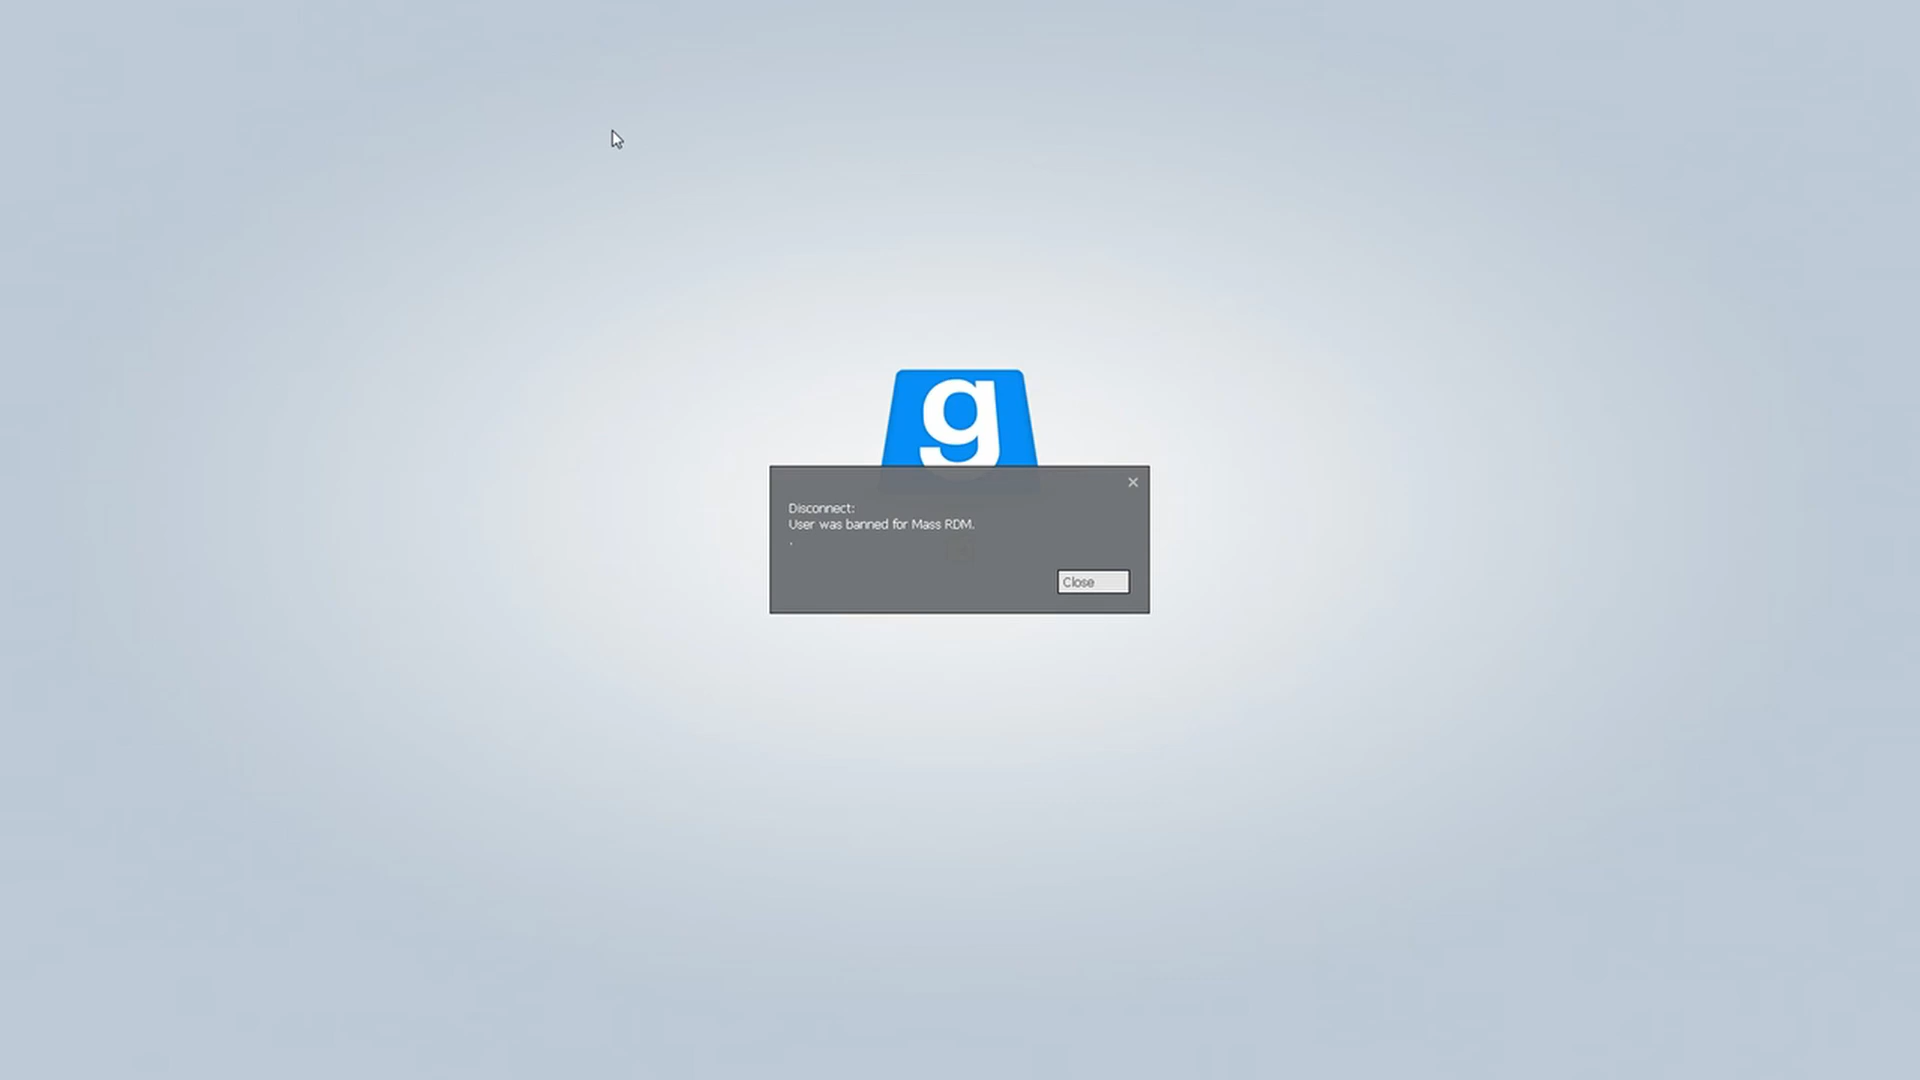 g
Disconnect:
User was banned for Mass RDM.
.
Close